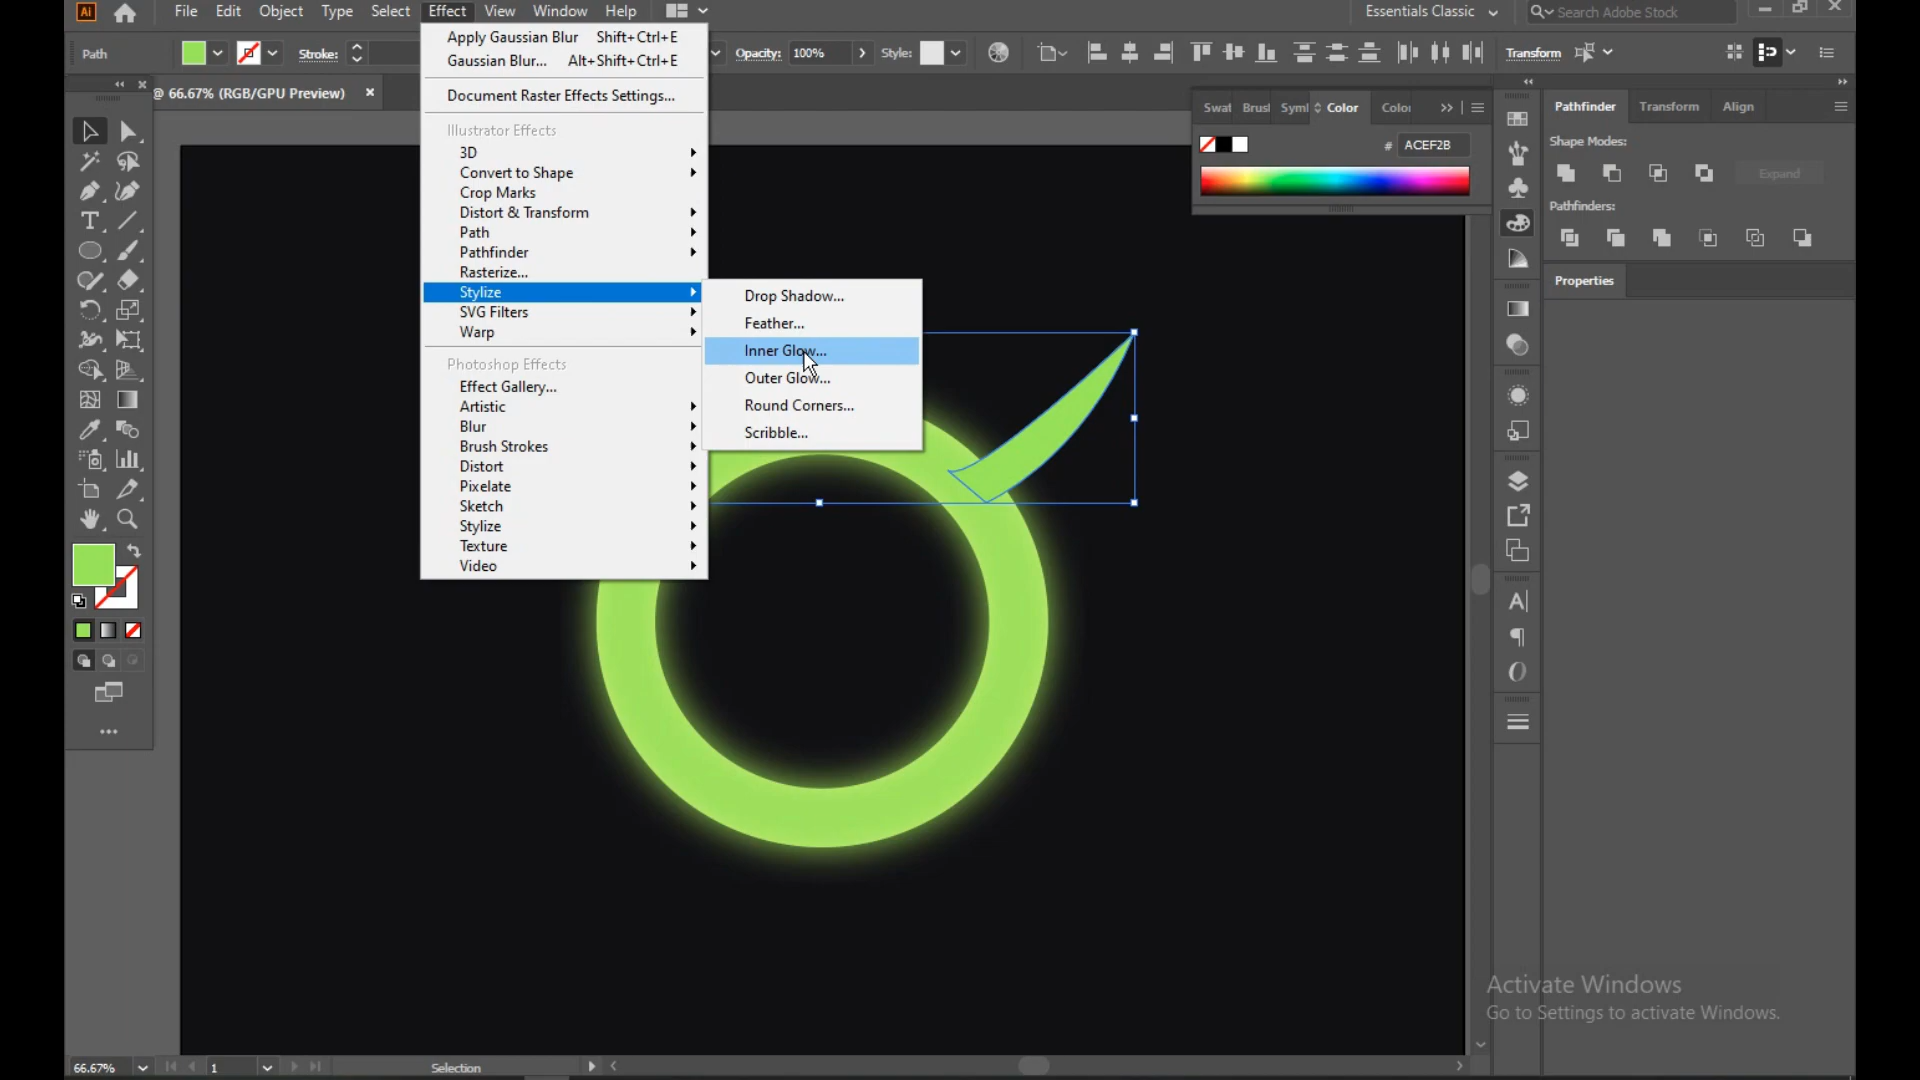 Ai File Edit Object Type Select Effect View Window Help Essentials Classic Search Adobe Stock
Path Stroke: Opacity: 100% Style: Transform
@ 66.67% (RGB/GPU Preview)
Apply Gaussian Blur Shift+Ctrl+E
Gaussian Blur... Alt+Shift+Ctrl+E
Document Raster Effects Settings...
Illustrator Effects
3D
Convert to Shape
Crop Marks
Distort & Transform
Path
Pathfinder
Rasterize...
Stylize
SVG Filters
Warp
Photoshop Effects
Effect Gallery...
Artistic
Blur
Brush Strokes
Distort
Pixelate
Sketch
Stylize
Texture
Video
Drop Shadow...
Feather...
Inner Glow...
Outer Glow...
Round Corners...
Scribble...
Swat Brusl Syml Color Color
# ACEF2B
Pathfinder Transform Align
Shape Modes:
Expand
Pathfinders:
Properties
Activate Windows
Go to Settings to activate Windows.
66.67% 1 Selection